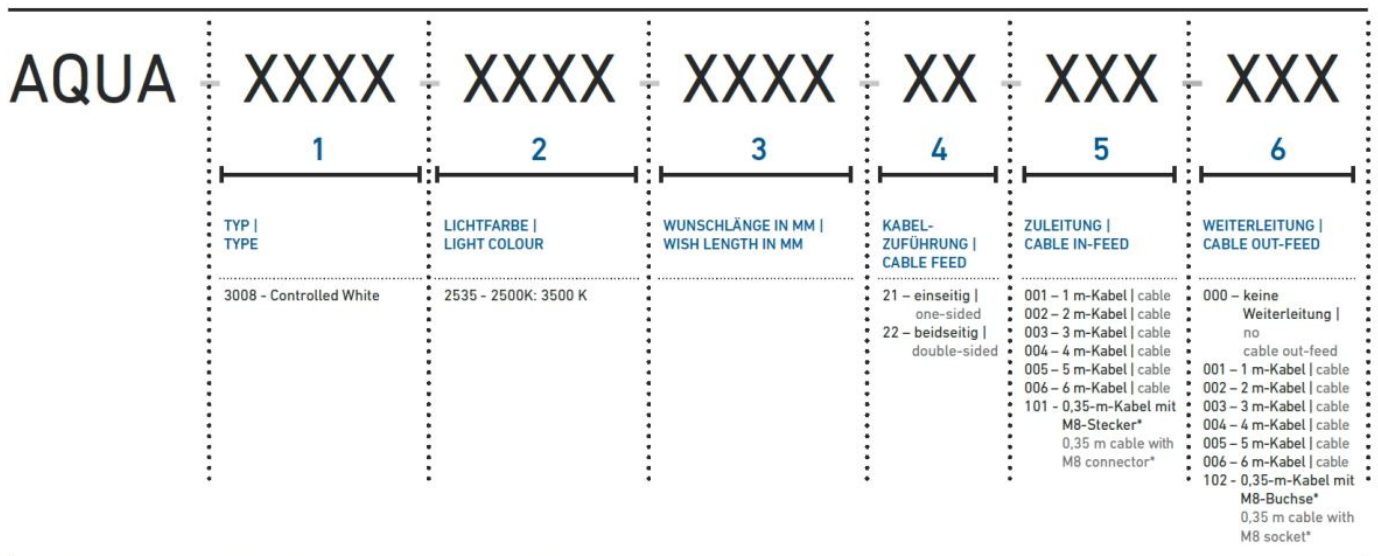 AQUA - XXXX - XXXX - XXXX - XX - XXX - XXX
1 2 3 4 5 6
TYP |
TYPE
LICHTFARBE |
LIGHT COLOUR
WUNSCHLÄNGE IN MM |
WISH LENGTH IN MM
KABEL-
ZUFÜHRUNG |
CABLE FEED
ZULEITUNG |
CABLE IN-FEED
WEITERLEITUNG |
CABLE OUT-FEED
3008 - Controlled White
2535 - 2500K: 3500 K
21 – einseitig |
one-sided
22 – beidseitig |
double-sided
001 – 1 m-Kabel | cable
002 – 2 m-Kabel | cable
003 – 3 m-Kabel | cable
004 – 4 m-Kabel | cable
005 – 5 m-Kabel | cable
006 – 6 m-Kabel | cable
101 - 0,35-m-Kabel mit
M8-Stecker*
0,35 m cable with
M8 connector*
000 – keine
Weiterleitung |
no
cable out-feed
001 – 1 m-Kabel | cable
002 – 2 m-Kabel | cable
003 – 3 m-Kabel | cable
004 – 4 m-Kabel | cable
005 – 5 m-Kabel | cable
006 – 6 m-Kabel | cable
102 - 0,35-m-Kabel mit
M8-Buchse*
0,35 m cable with
M8 socket*